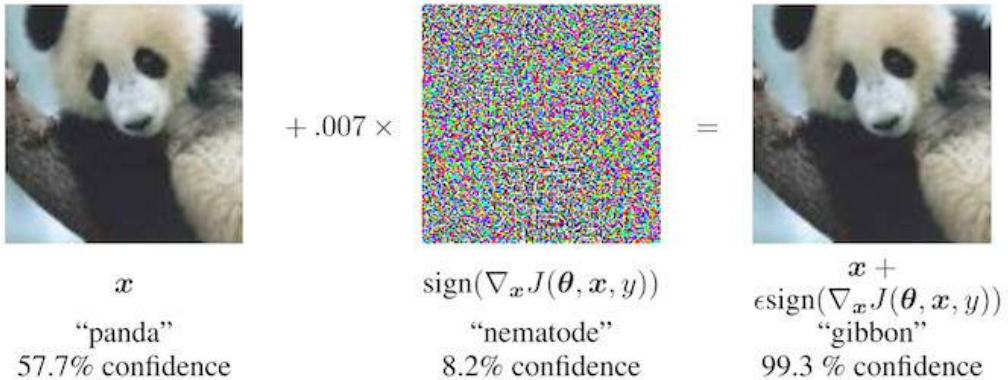 + .007 ×
=
x
sign(∇ₓJ(θ, x, y))
x +
ϵsign(∇ₓJ(θ, x, y))
“panda”
“nematode”
“gibbon”
57.7% confidence
8.2% confidence
99.3 % confidence